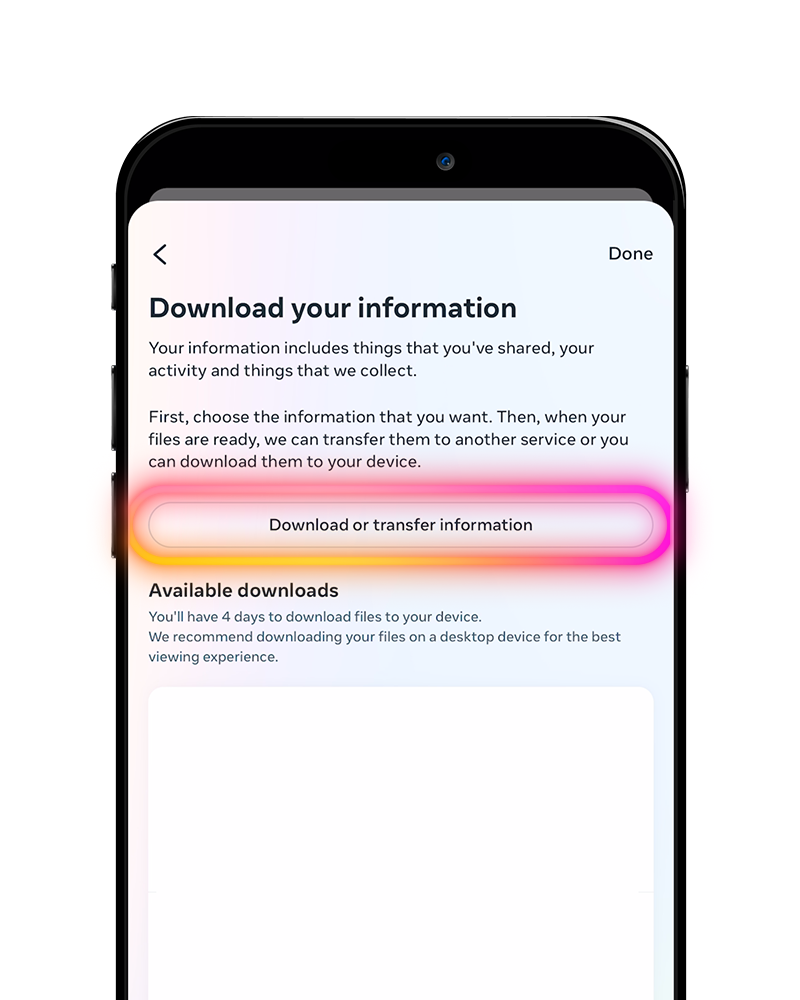 Done
Download your information
Your information includes things that you've shared, your
activity and things that we collect.
First, choose the information that you want. Then, when your
files are ready, we can transfer them to another service or you
can download them to your device.
Download or transfer information
Available downloads
You'll have 4 days to download files to your device.
We recommend downloading your files on a desktop device for the best
viewing experience.